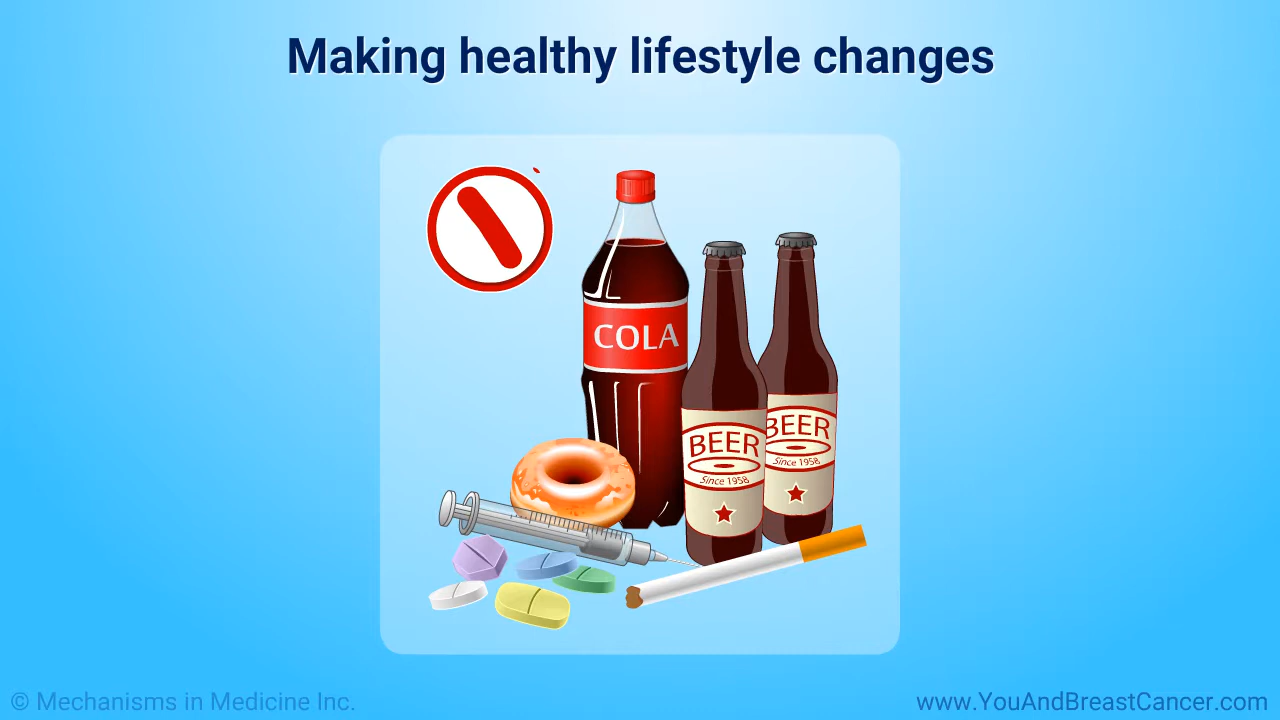 Making healthy lifestyle changes
COLA
BEER
Since 1958
BEER
Since 1958
© Mechanisms in Medicine Inc.
www.YouAndBreastCancer.com